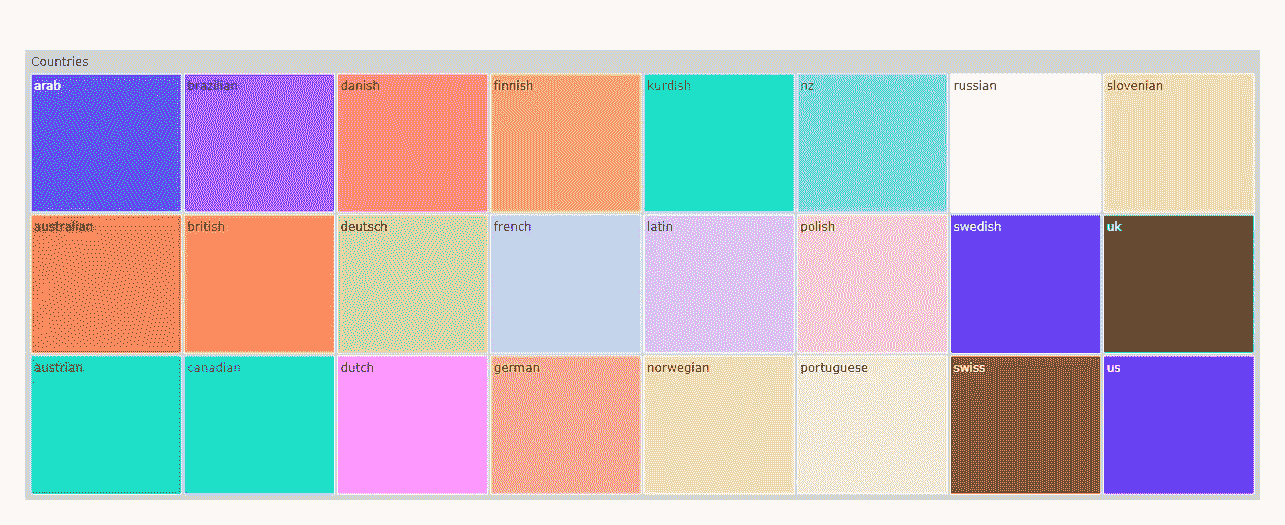 Countries
arab brazilian danish finnish kurdish nz russian slovenian
australian british deutsch french latin polish swedish uk
austrian canadian dutch german norwegian portuguese swiss us